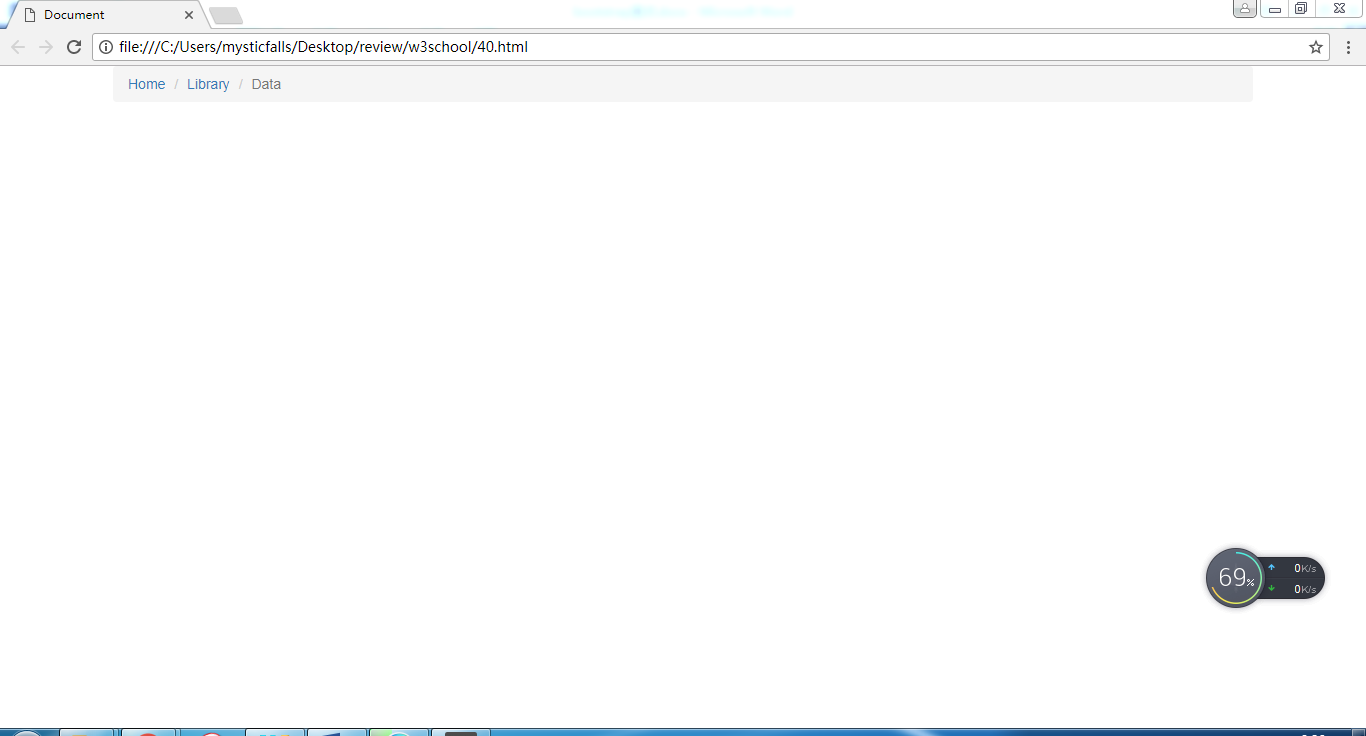 Document
file:///C:/Users/mysticfalls/Desktop/review/w3school/40.html
Home / Library / Data
69%
0K/s
0K/s